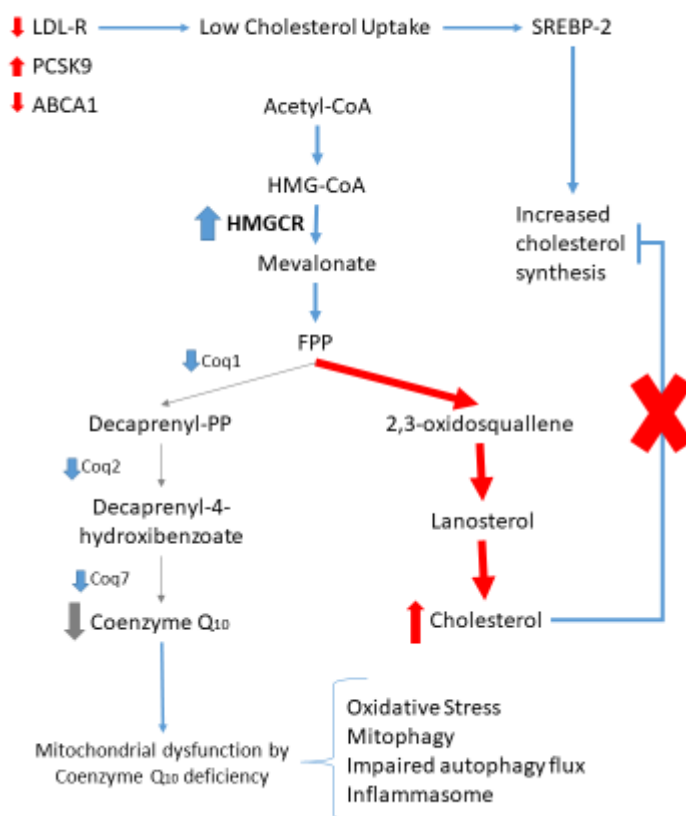 LDL-R
Low Cholesterol Uptake
SREBP-2
PCSK9
ABCA1
Acetyl-CoA
HMG-CoA
HMGCR
Increased
cholesterol
synthesis
Mevalonate
FPP
Coq1
Decaprenyl-PP
2,3-oxidosquallene
Coq2
Decaprenyl-4-
hydroxibenzoate
Lanosterol
Coq7
Coenzyme Q₁₀
Cholesterol
Mitochondrial dysfunction by
Coenzyme Q₁₀ deficiency
Oxidative Stress
Mitophagy
Impaired autophagy flux
Inflammasome